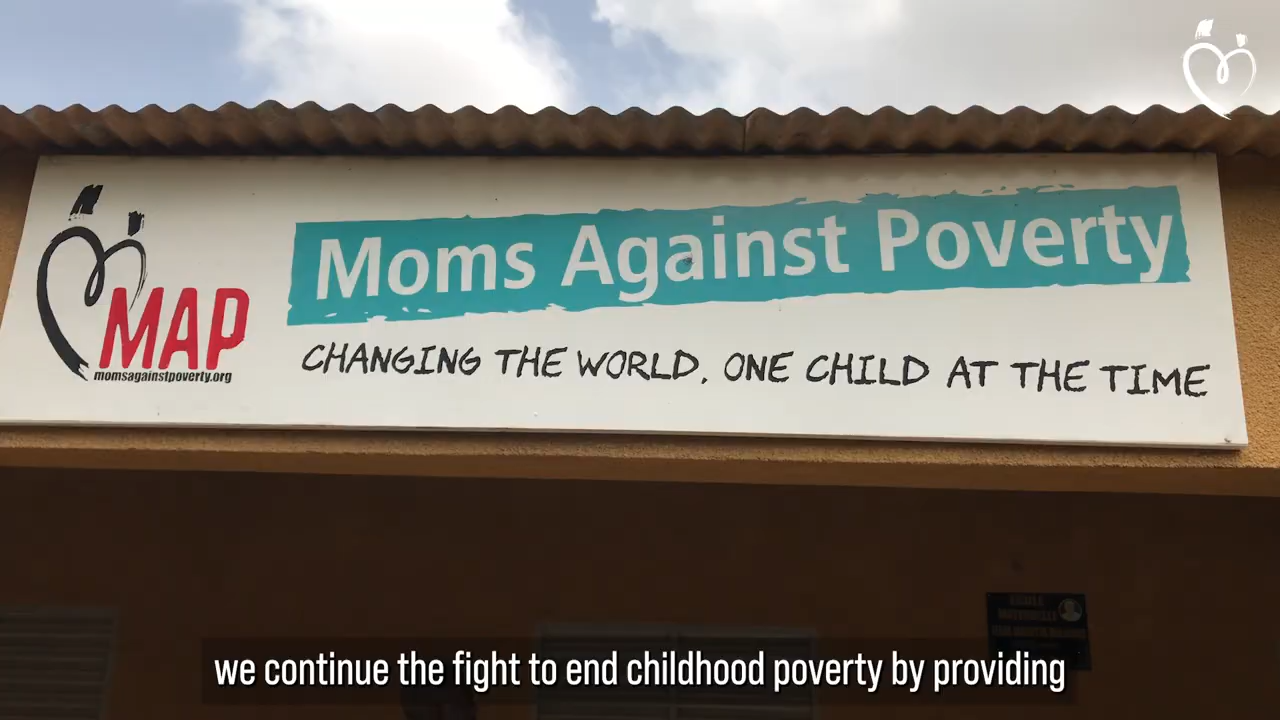 Moms Against Poverty
MAP
momsagainstpoverty.org
CHANGING THE WORLD, ONE CHILD AT THE TIME
we continue the fight to end childhood poverty by providing